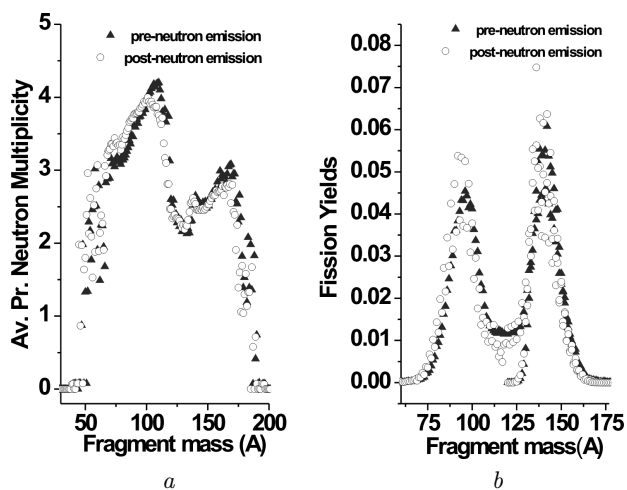 pre-neutron emission
post-neutron emission
Av. Pr. Neutron Multiplicity
5
4
3
2
1
0
50
100
150
200
Fragment mass (A)
a
pre-neutron emission
post-neutron emission
Fission Yields
0.08
0.07
0.06
0.05
0.04
0.03
0.02
0.01
0.00
75
100
125
150
175
Fragment mass(A)
b